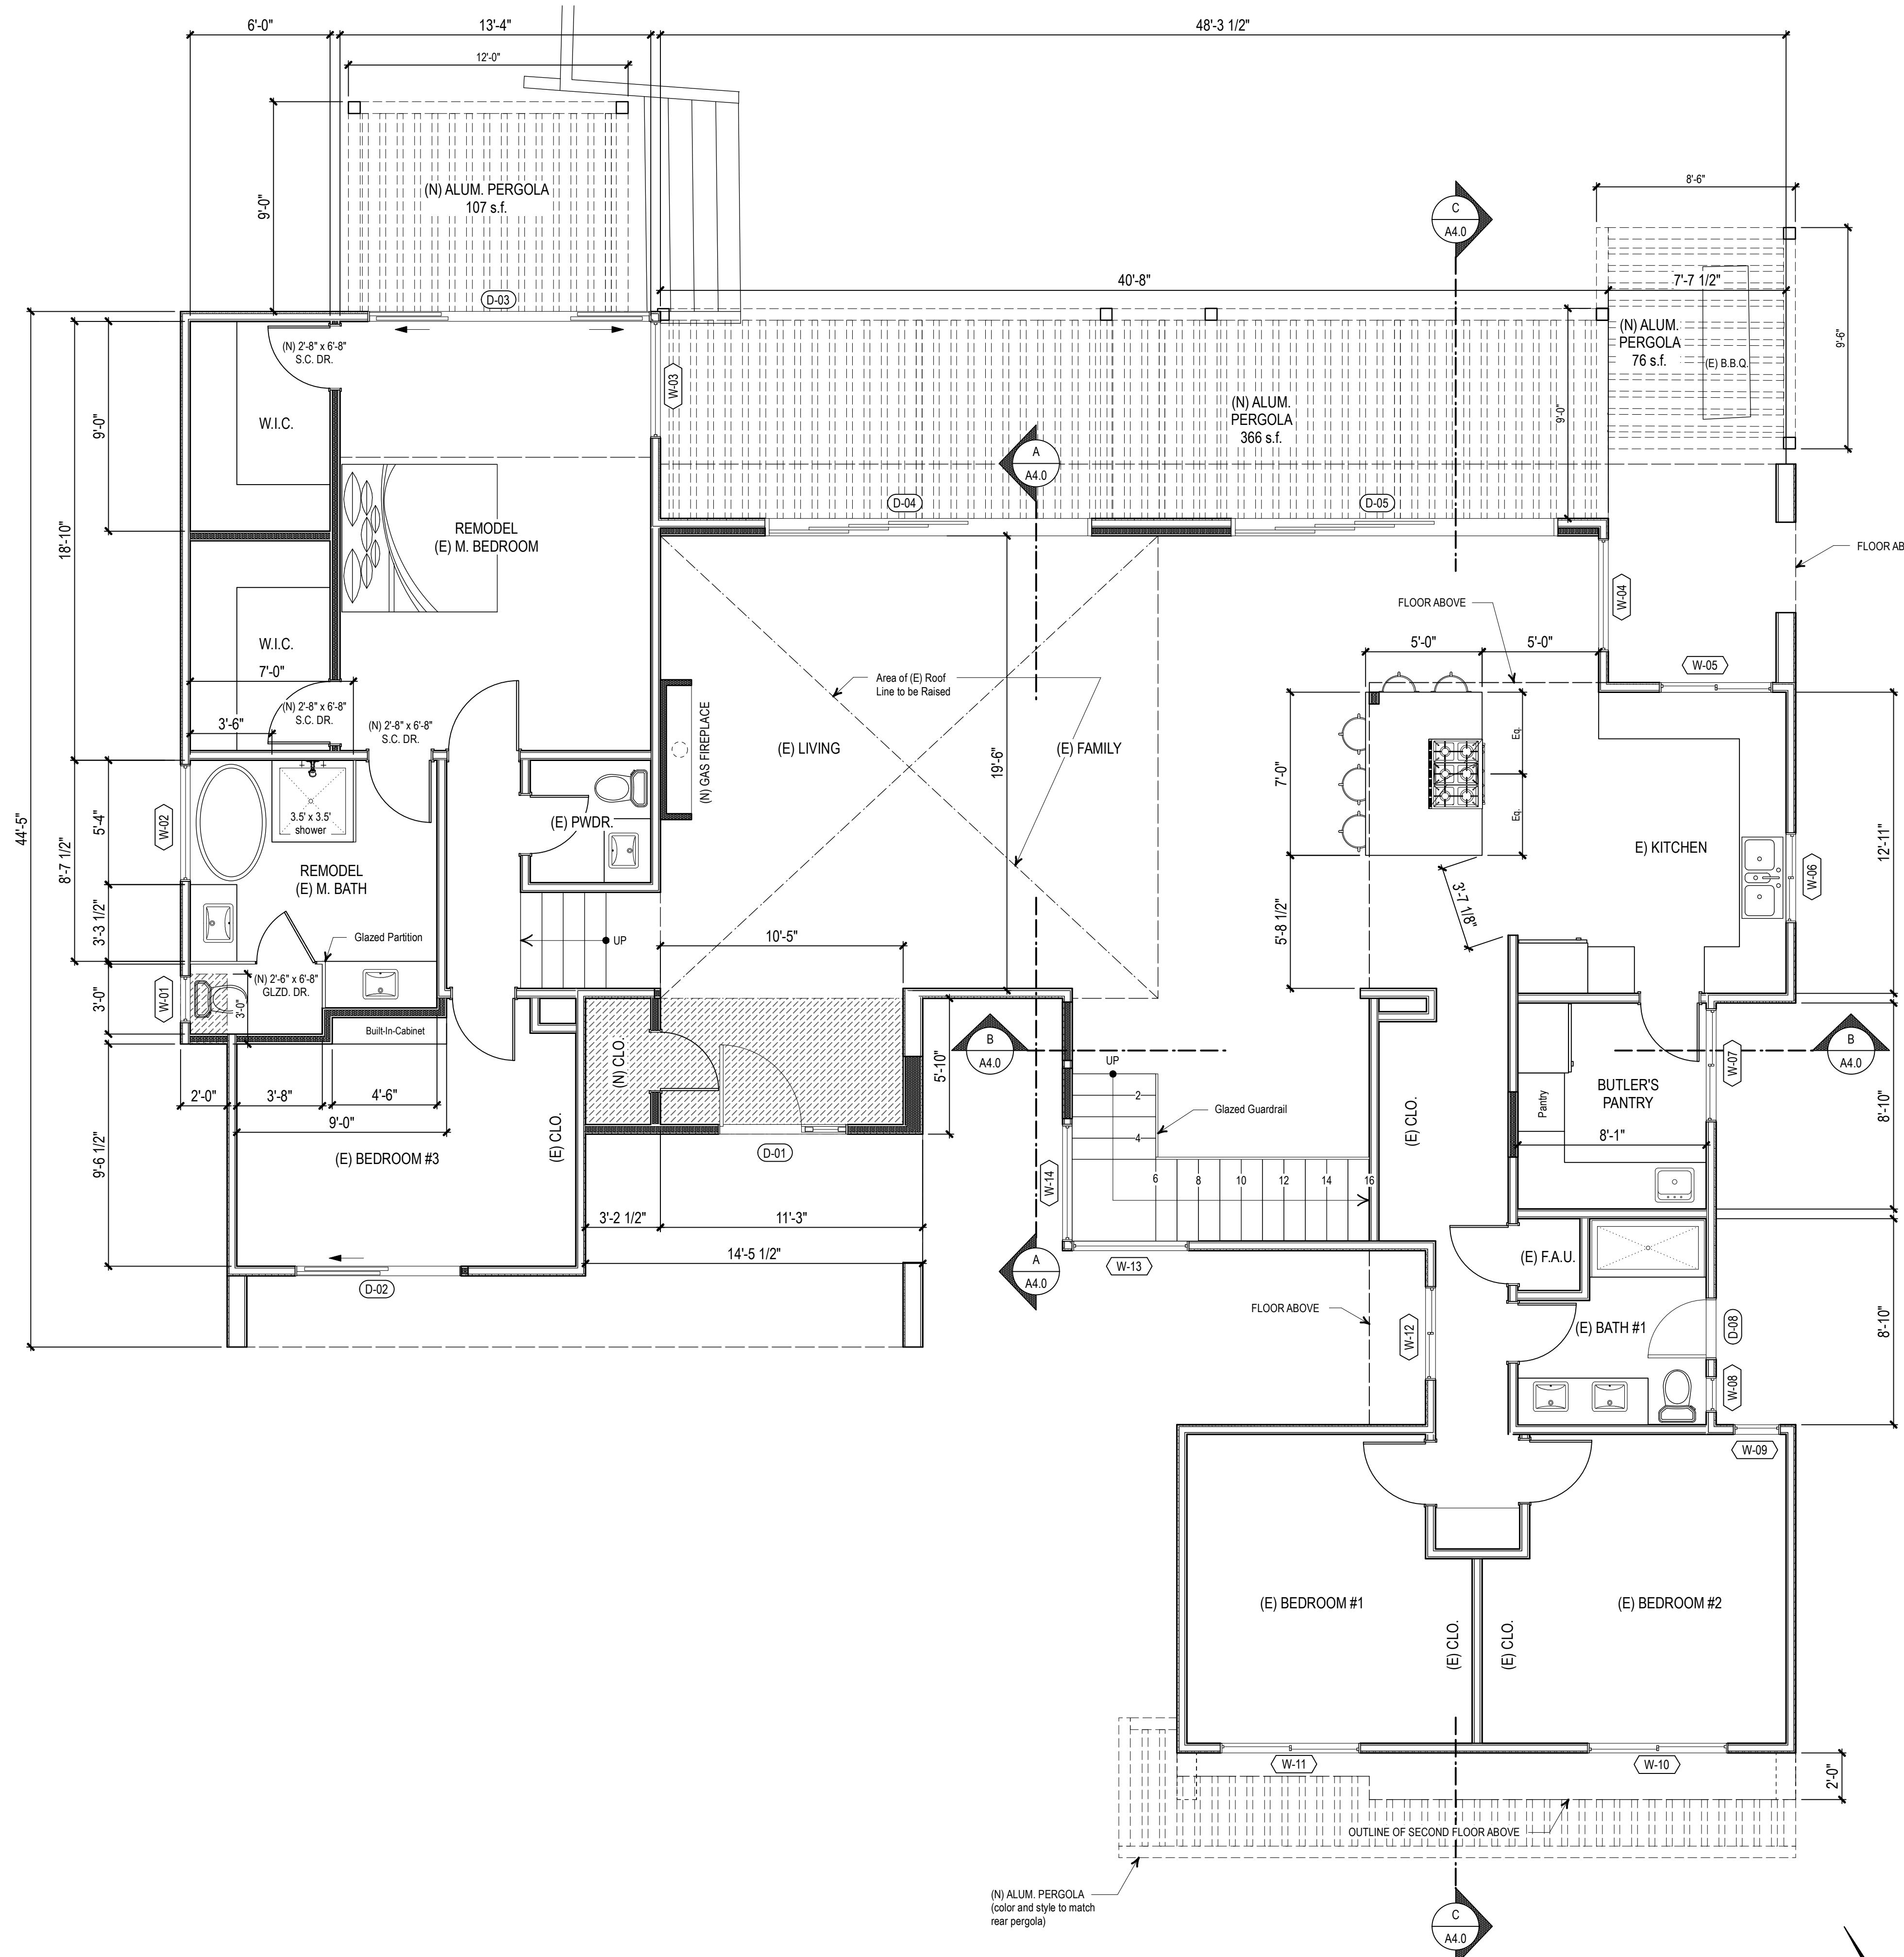 6'-0"
13'-4"
48'-3 1/2"
12'-0"
9'-0"
(N) ALUM. PERGOLA
107 s.f.
C
A4.0
8'-6"
40'-8"
7'-7 1/2"
D-03
(N) 2'-8" x 6'-8"
S.C. DR.
W-03
(N) ALUM.
PERGOLA
76 s.f.
(E) B.B.Q.
9'-6"
9'-0"
W.I.C.
(N) ALUM.
PERGOLA
366 s.f.
9'-0"
A
A4.0
18'-10"
REMODEL
(E) M. BEDROOM
D-04
D-05
FLOOR AB
W-04
FLOOR ABOVE
W.I.C.
7'-0"
5'-0"
5'-0"
W-05
Area of (E) Roof
Line to be Raised
3'-6"
(N) 2'-8" x 6'-8"
S.C. DR.
(N) 2'-8" x 6'-8"
S.C. DR.
(N) GAS FIREPLACE
(E) LIVING
(E) FAMILY
19'-6"
7'-0"
Eq.
Eq.
44'-5"
8'-7 1/2"
5'-4"
W-02
3.5' x 3.5'
shower
(E) PWDR.
REMODEL
(E) M. BATH
E) KITCHEN
W-06
12'-11"
3'-7 1/8"
3'-3 1/2"
Glazed Partition
UP
10'-5"
5'-8 1/2"
3'-0"
W-01
(N) 2'-6" x 6'-8"
GLZD. DR.
3'-0"
Built-In-Cabinet
(N) CLO.
5'-10"
B
A4.0
UP
2
4
Glazed Guardrail
(E) CLO.
Pantry
BUTLER'S
PANTRY
8'-1"
W-07
B
A4.0
8'-10"
2'-0"
3'-8"
4'-6"
9'-0"
9'-6 1/2"
(E) BEDROOM #3
(E) CLO.
D-01
W-14
6
8
10
12
14
16
3'-2 1/2"
11'-3"
14'-5 1/2"
D-02
A
A4.0
W-13
(E) F.A.U.
FLOOR ABOVE
W-12
(E) BATH #1
D-08
8'-10"
W-08
W-09
(E) BEDROOM #1
(E) CLO.
(E) CLO.
(E) BEDROOM #2
W-11
W-10
2'-0"
OUTLINE OF SECOND FLOOR ABOVE
(N) ALUM. PERGOLA
(color and style to match
rear pergola)
C
A4.0